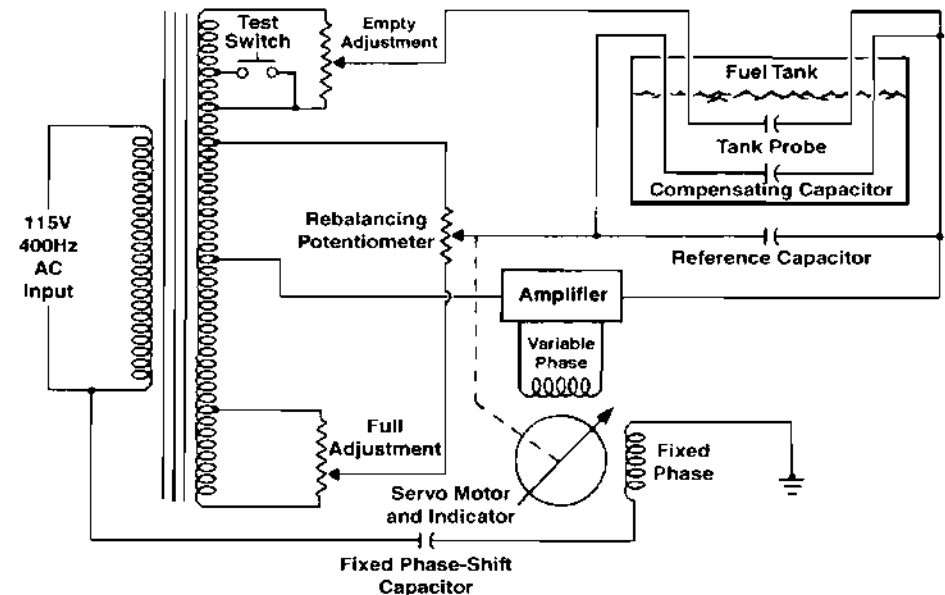 Test
Switch
Empty
Adjustment
Fuel Tank
Tank Probe
Compensating Capacitor
115V
400Hz
AC
Input
Rebalancing
Potentiometer
Reference Capacitor
Amplifier
Variable
Phase
Full
Adjustment
Fixed
Phase
Servo Motor
and Indicator
Fixed Phase-Shift
Capacitor